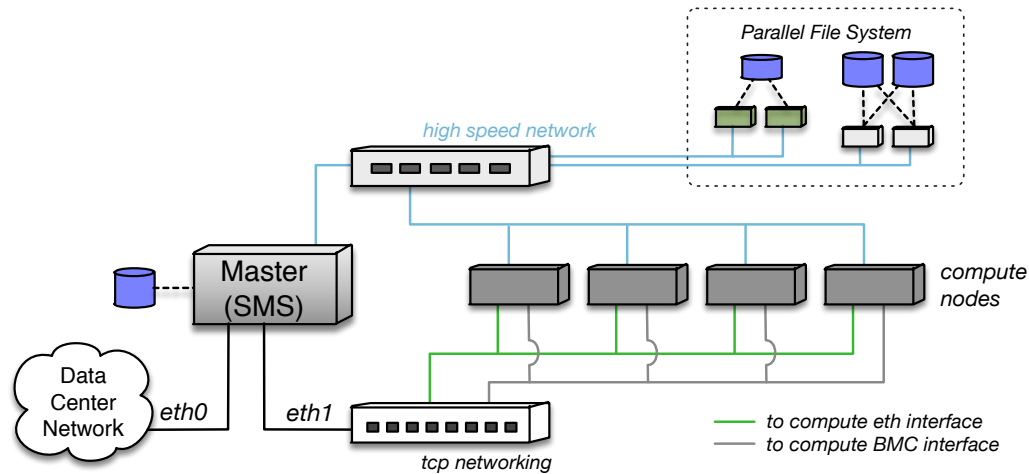 Parallel File System
high speed network
Master
(SMS)
compute
nodes
Data
Center
Network
eth0
eth1
tcp networking
to compute eth interface
to compute BMC interface